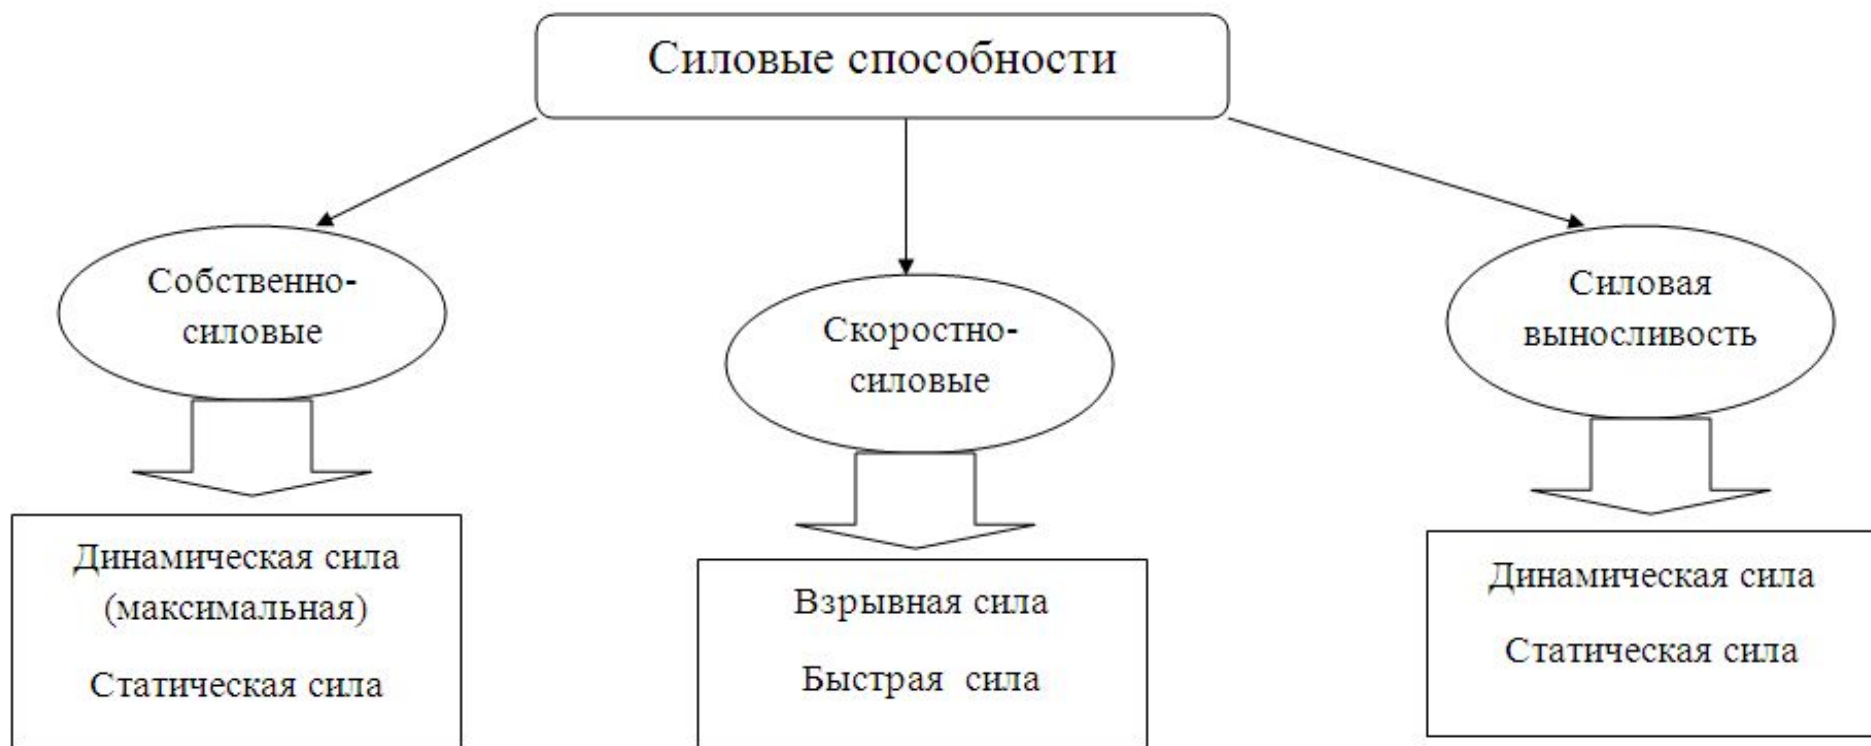 Силовые способности
Собственно-
силовые
Скоростно-
силовые
Силовая
выносливость
Динамическая сила
(максимальная)
Статическая сила
Взрывная сила
Быстрая сила
Динамическая сила
Статическая сила